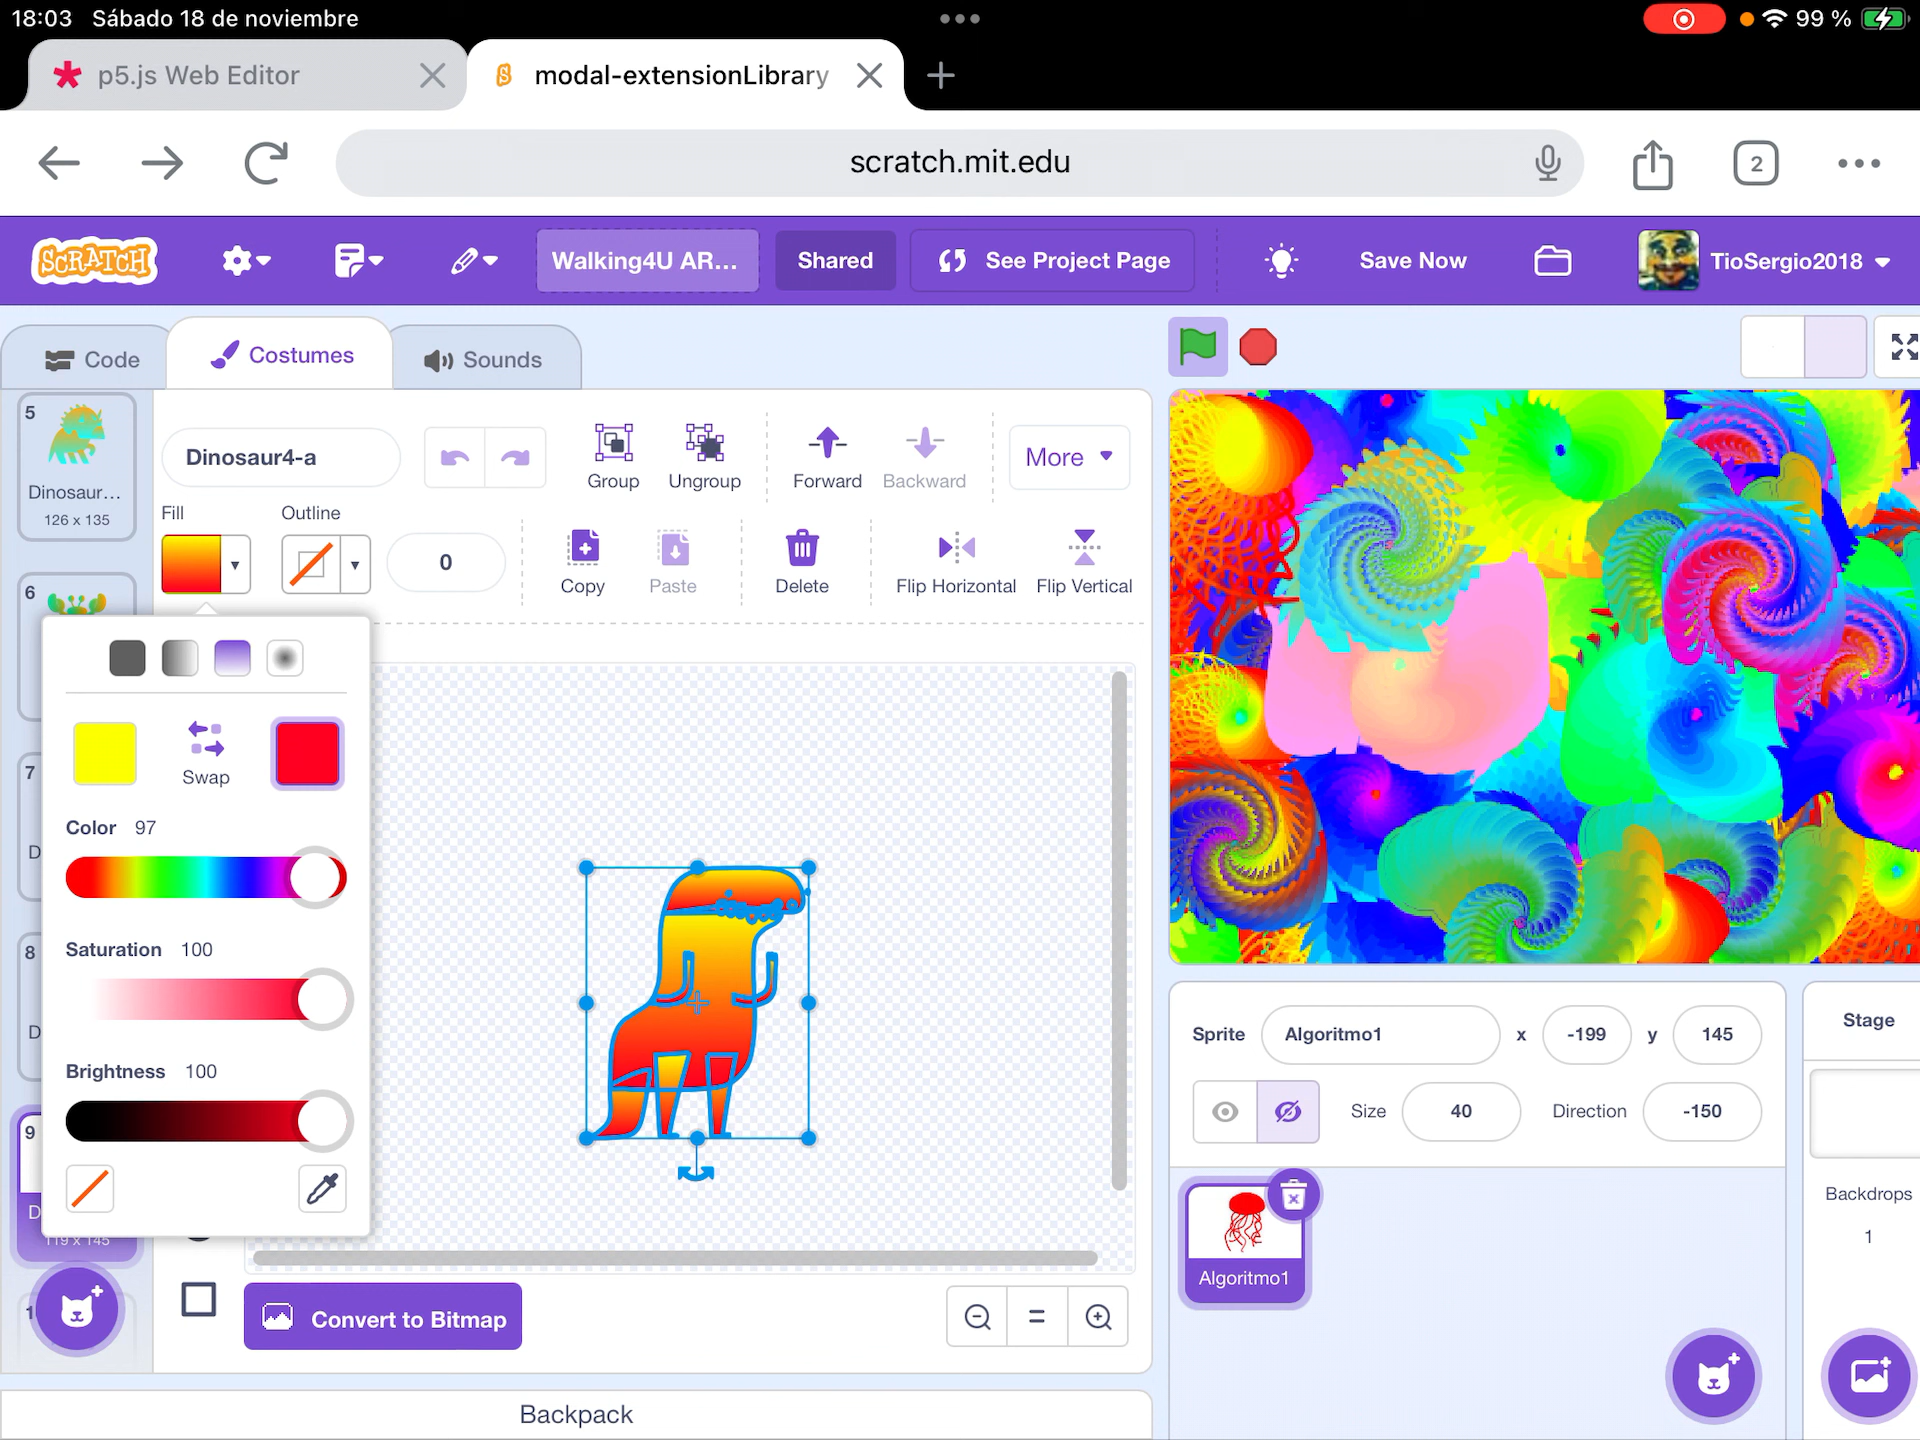 18:03 Sábado 18 de noviembre
99 %
p5.js Web Editor
modal-extensionLibrary
scratch.mit.edu
2
SCRATCH
Walking4U AR...
Shared
See Project Page
Save Now
TioSergio2018
Code
Costumes
Sounds
5
Dinosaur...
126 x 135
Dinosaur4-a
Group
Ungroup
Forward
Backward
More
Fill
Outline
0
Copy
Paste
Delete
Flip Horizontal
Flip Vertical
6
Swap
7
Color 97
D
Saturation 100
8
D
Brightness 100
9
D
119 x 145
1
Convert to Bitmap
Backpack
Sprite
Algoritmo1
x
-199
y
145
Size
40
Direction
-150
Algoritmo1
Stage
Backdrops
1